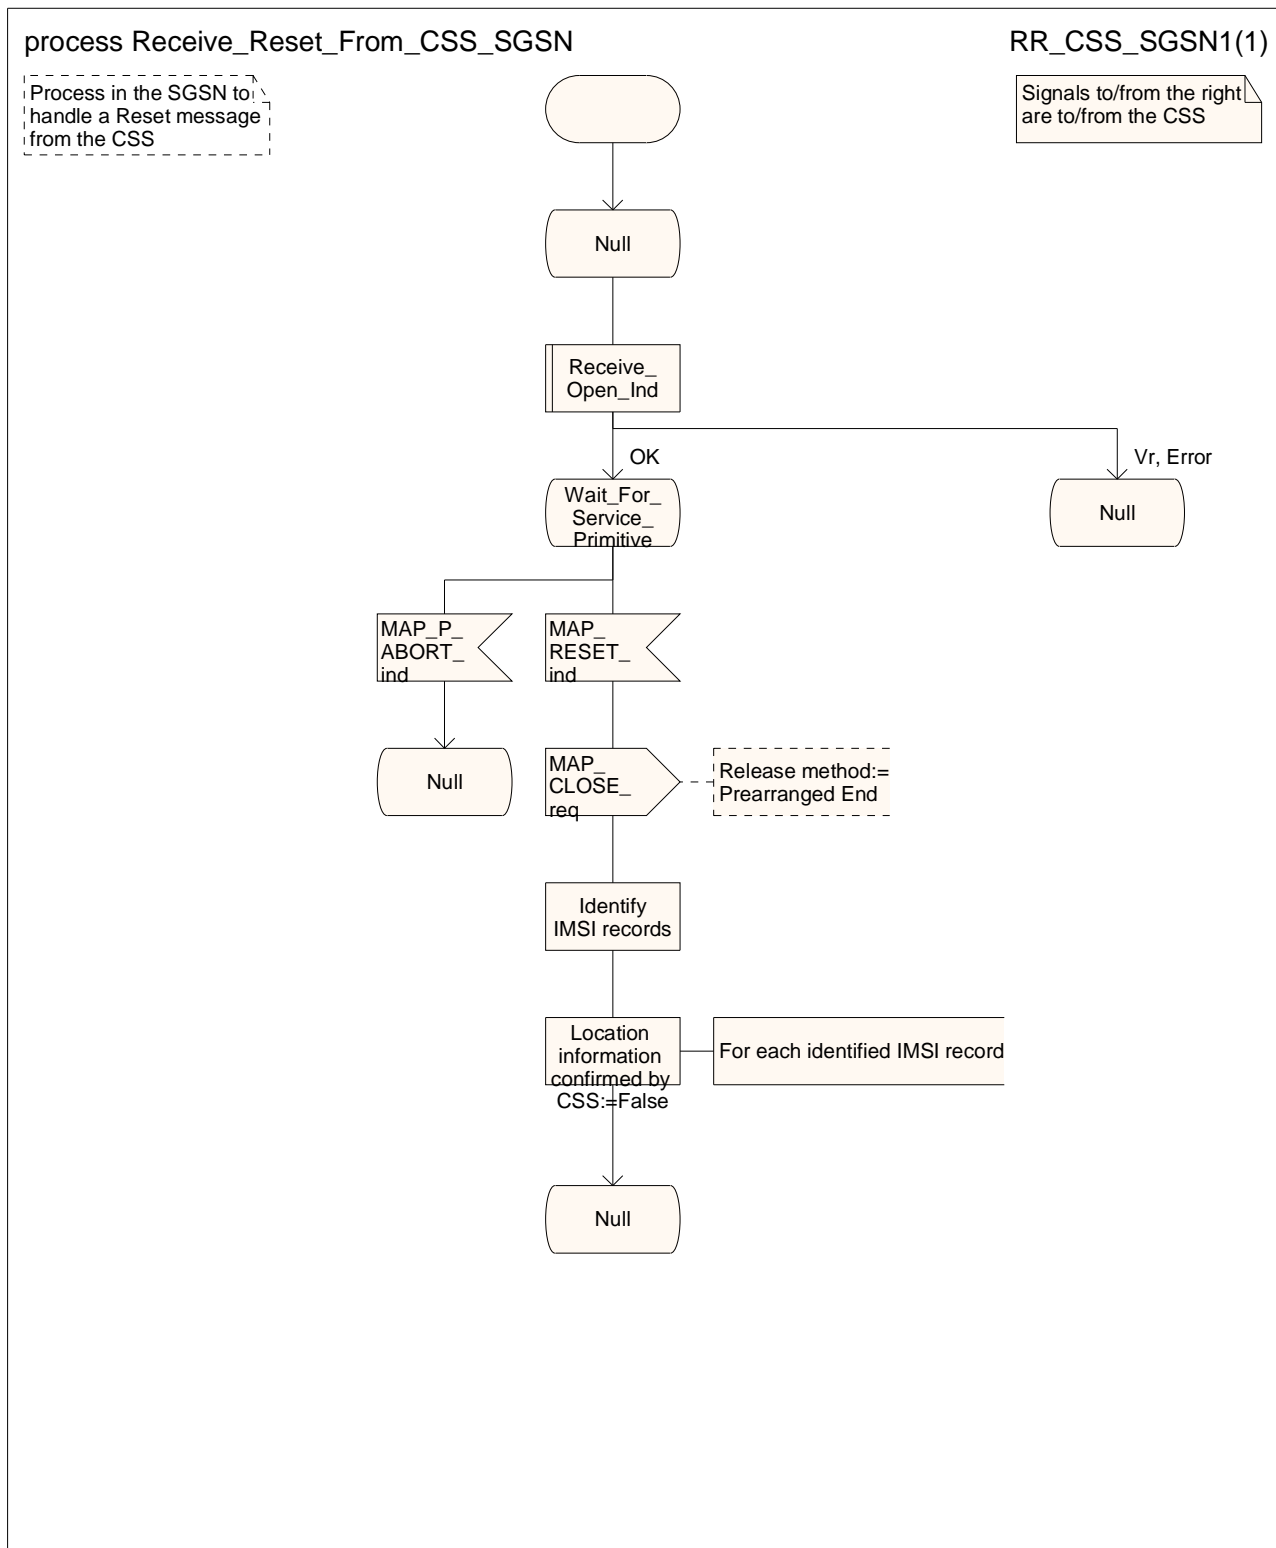 process Receive_Reset_From_CSS_SGSN
RR_CSS_SGSN1(1)
Process in the SGSN to
handle a Reset message
from the CSS
Signals to/from the right
are to/from the CSS
Null
Receive_
Open_Ind
OK
Vr, Error
Wait_For_
Service_
Primitive
Null
MAP_P_
ABORT_
ind
MAP_
RESET_
ind
Null
MAP_
CLOSE_
req
Release method:=
Prearranged End
Identify
IMSI records
Location
information
confirmed by
CSS:=False
For each identified IMSI record
Null